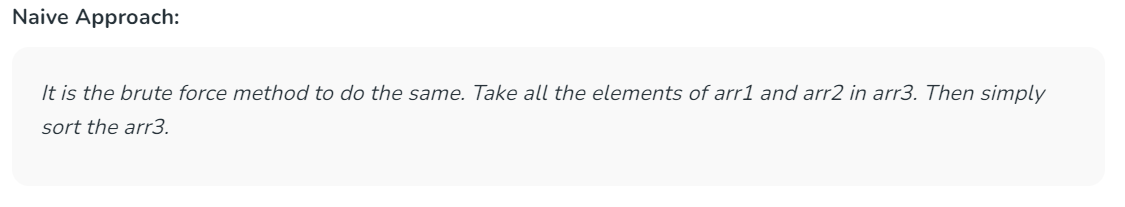 Naive Approach:
It is the brute force method to do the same. Take all the elements of arr1 and arr2 in arr3. Then simply
sort the arr3.